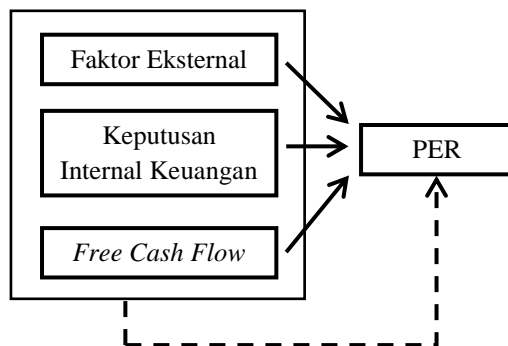 Faktor Eksternal
Keputusan
Internal Keuangan
PER
Free Cash Flow